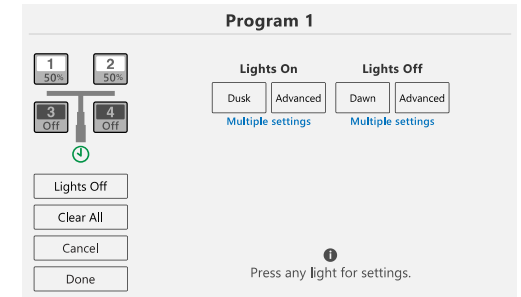 Program 1
1 2
50% 50%
3 4
Off Off
Lights Off
Clear All
Cancel
Done
Lights On Lights Off
Dusk Advanced Dawn Advanced
Multiple settings Multiple settings
Press any light for settings.